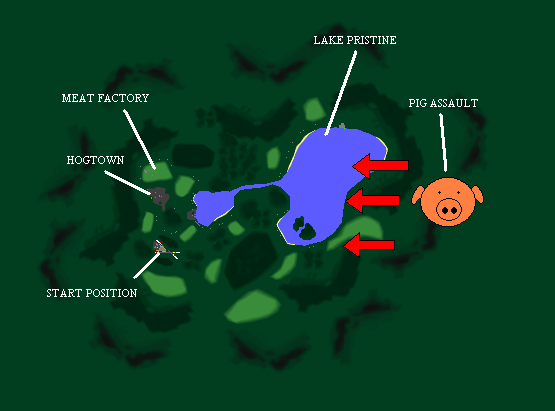 LAKE PRISTINE
MEAT FACTORY
PIG ASSAULT
HOGTOWN
START POSITION